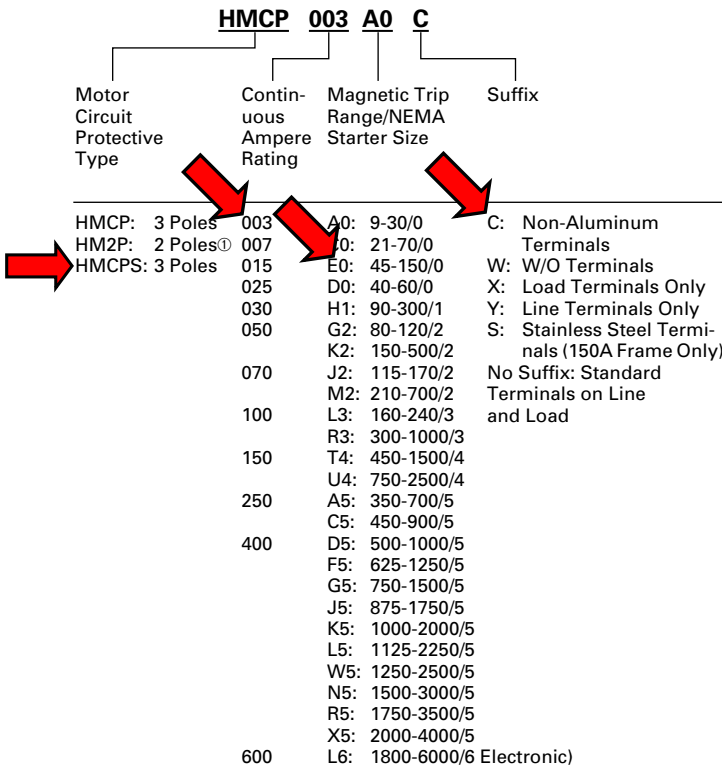 HMCP 003 A0 C
Motor Contin- Magnetic Trip Suffix
Circuit uous Range/NEMA
Protective Ampere Starter Size
Type Rating
HMCP: 3 Poles 003 A0: 9-30/0 C: Non-Aluminum
HM2P: 2 Poles① 007 C0: 21-70/0 Terminals
HMCPS: 3 Poles 015 E0: 45-150/0 W: W/O Terminals
025 D0: 40-60/0 X: Load Terminals Only
030 H1: 90-300/1 Y: Line Terminals Only
050 G2: 80-120/2 S: Stainless Steel Termi-
K2: 150-500/2 nals (150A Frame Only)
070 J2: 115-170/2 No Suffix: Standard
M2: 210-700/2 Terminals on Line
100 L3: 160-240/3 and Load
R3: 300-1000/3
150 T4: 450-1500/4
U4: 750-2500/4
250 A5: 350-700/5
C5: 450-900/5
400 D5: 500-1000/5
F5: 625-1250/5
G5: 750-1500/5
J5: 875-1750/5
K5: 1000-2000/5
L5: 1125-2250/5
W5: 1250-2500/5
N5: 1500-3000/5
R5: 1750-3500/5
X5: 2000-4000/5
600 L6: 1800-6000/6 Electronic)